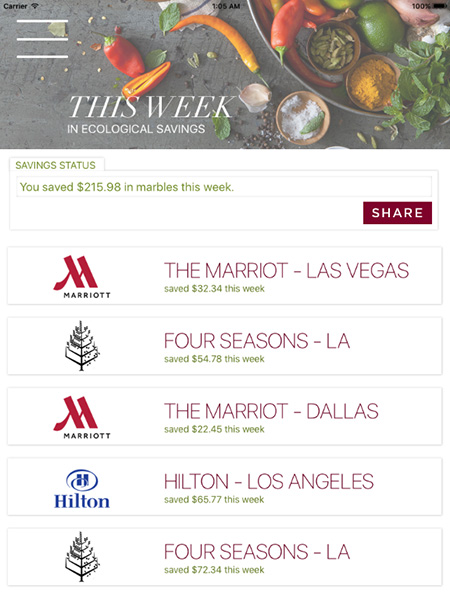 Carrier 1:05 AM 100%
THIS WEEK
IN ECOLOGICAL SAVINGS
SAVINGS STATUS
You saved $215.98 in marbles this week.
SHARE
MARRIOTT
THE MARRIOT - LAS VEGAS
saved $32.34 this week
FOUR SEASONS - LA
saved $54.78 this week
MARRIOTT
THE MARRIOT - DALLAS
saved $22.45 this week
Hilton
HILTON - LOS ANGELES
saved $65.77 this week
FOUR SEASONS - LA
saved $72.34 this week